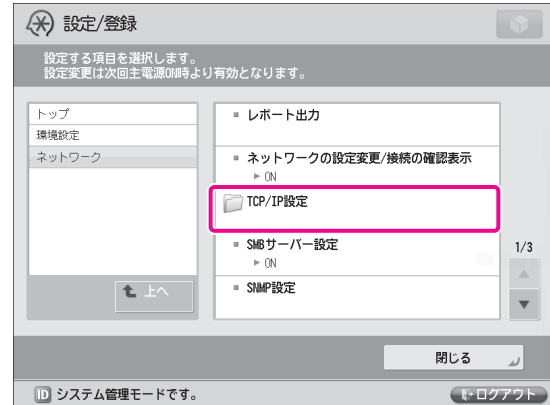 設定/登録
設定する項目を選択します。
設定変更は次回主電源ON時より有効となります。
トップ
環境設定
ネットワーク
上へ
レポート出力
ネットワークの設定変更/接続の確認表示
► ON
TCP/IP設定
SMBサーバー設定
► ON
SNMP設定
1/3
閉じる
ID システム管理モードです。
ログアウト